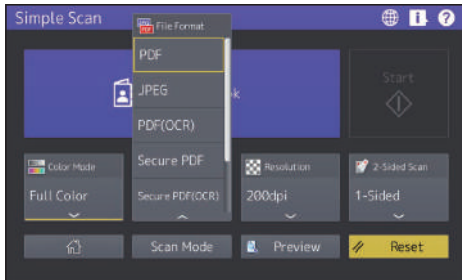 Simple Scan
File Format
PDF
JPEG
PDF(OCR)
Secure PDF
Secure PDF(OCR)
Start
Color Mode
Full Color
Resolution
200dpi
2-Sided Scan
1-Sided
Scan Mode
Preview
Reset